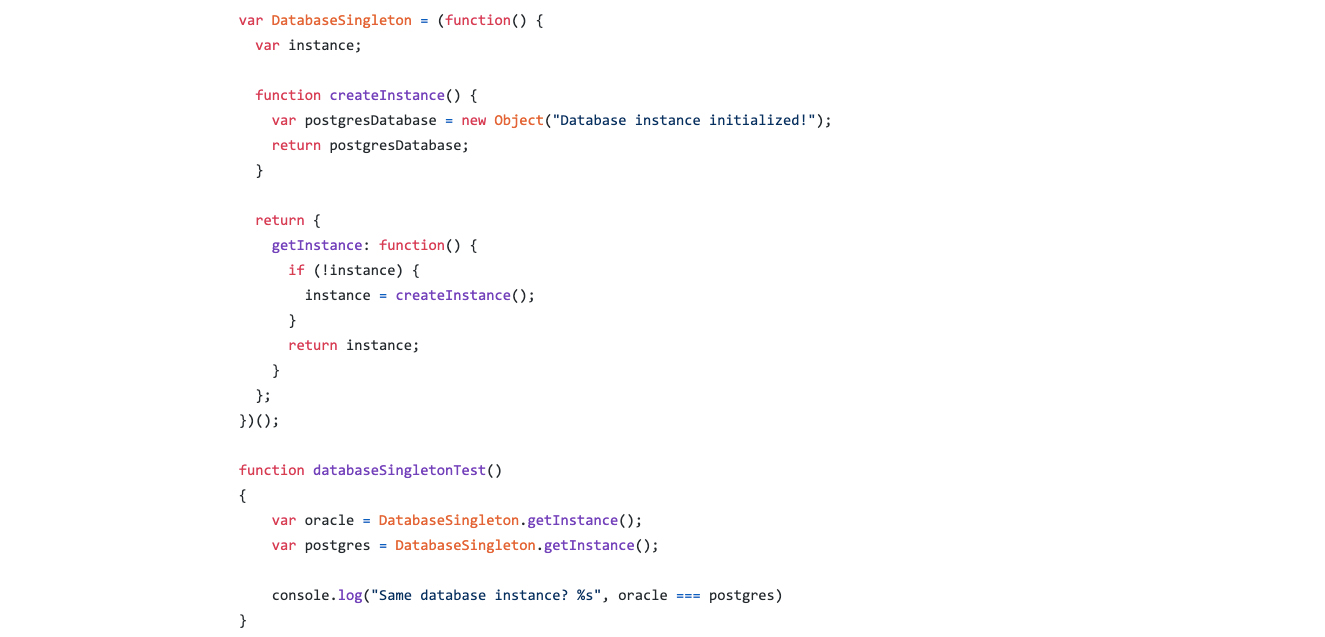 var DatabaseSingleton = (function() {
  var instance;

  function createInstance() {
    var postgresDatabase = new Object("Database instance initialized!");
    return postgresDatabase;
  }

  return {
    getInstance: function() {
      if (!instance) {
        instance = createInstance();
      }
      return instance;
    }
  };
})();

function databaseSingletonTest()
{
    var oracle = DatabaseSingleton.getInstance();
    var postgres = DatabaseSingleton.getInstance();

    console.log("Same database instance? %s", oracle === postgres)
}